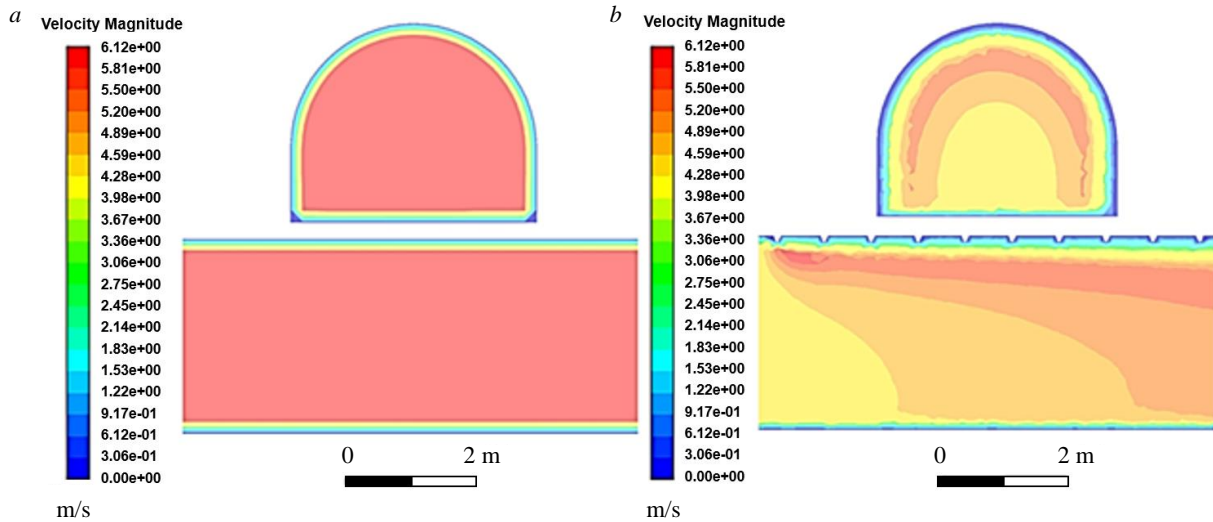 a
Velocity Magnitude
6.12e+00
5.81e+00
5.50e+00
5.20e+00
4.89e+00
4.59e+00
4.28e+00
3.98e+00
3.67e+00
3.36e+00
3.06e+00
2.75e+00
2.45e+00
2.14e+00
1.83e+00
1.53e+00
1.22e+00
9.17e-01
6.12e-01
3.06e-01
0.00e+00
m/s
0 2 m
b
Velocity Magnitude
6.12e+00
5.81e+00
5.50e+00
5.20e+00
4.89e+00
4.59e+00
4.28e+00
3.98e+00
3.67e+00
3.36e+00
3.06e+00
2.75e+00
2.45e+00
2.14e+00
1.83e+00
1.53e+00
1.22e+00
9.17e-01
6.12e-01
3.06e-01
0.00e+00
m/s
0 2 m